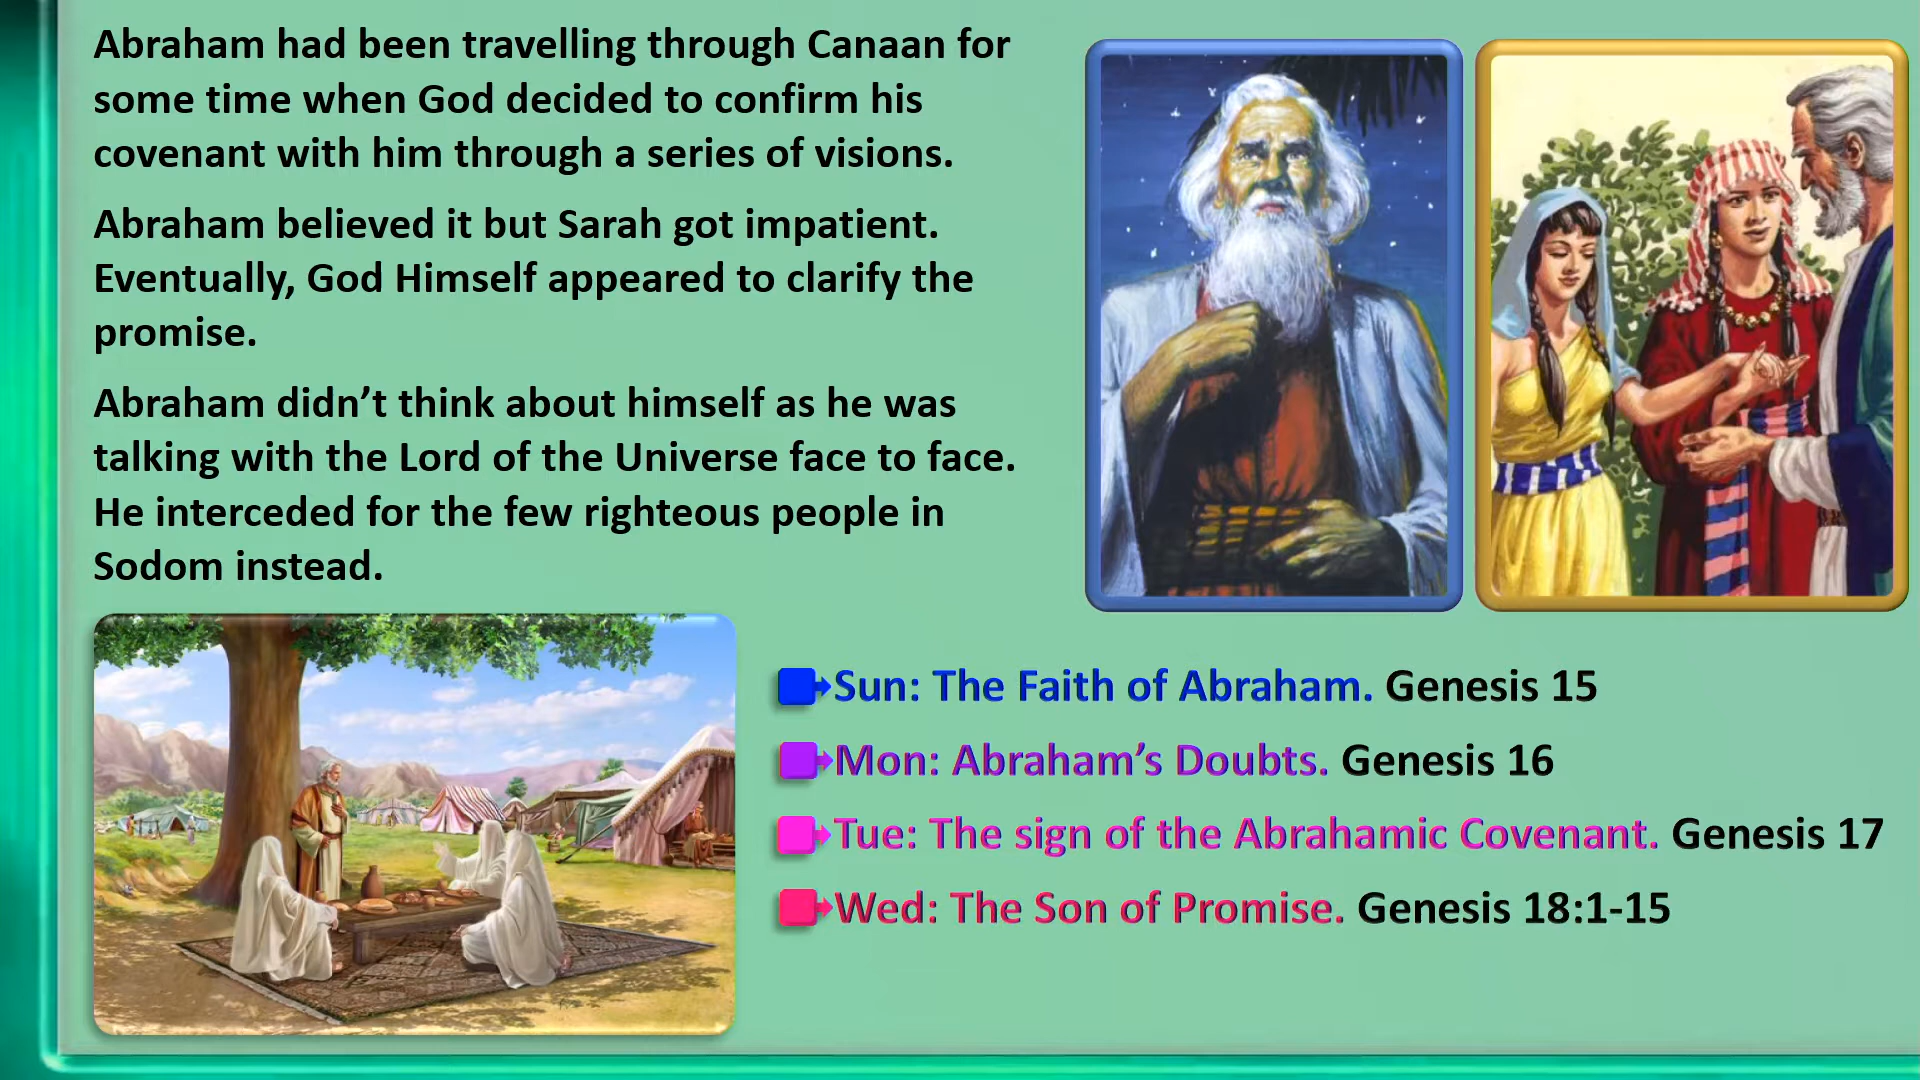 Abraham had been travelling through Canaan for
some time when God decided to confirm his
covenant with him through a series of visions.
Abraham believed it but Sarah got impatient.
Eventually, God Himself appeared to clarify the
promise.
Abraham didn’t think about himself as he was
talking with the Lord of the Universe face to face.
He interceded for the few righteous people in
Sodom instead.
Sun: The Faith of Abraham. Genesis 15
Mon: Abraham’s Doubts. Genesis 16
Tue: The sign of the Abrahamic Covenant. Genesis 17
Wed: The Son of Promise. Genesis 18:1-15